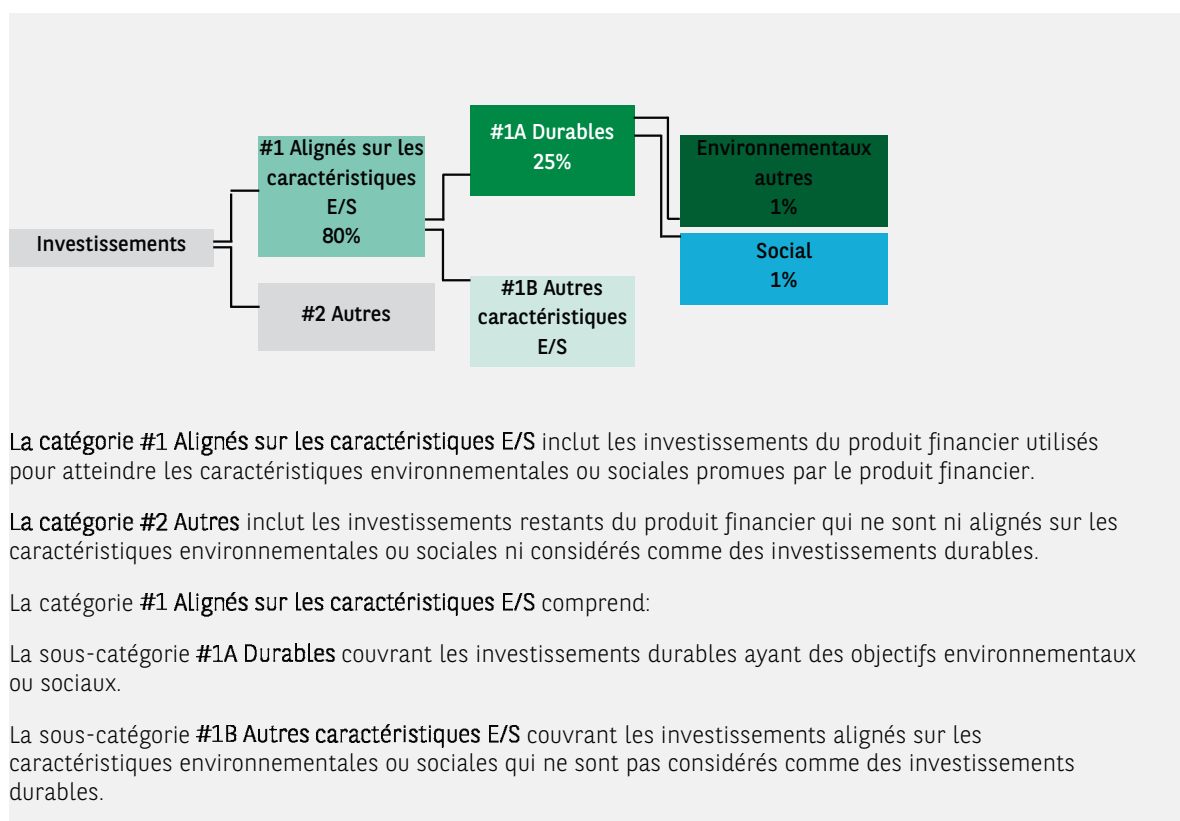 #1A Durables
25%
#1 Alignés sur les
caractéristiques
E/S
80%
Environnementaux
autres
1%
Investissements
Social
1%
#2 Autres
#1B Autres
caractéristiques
E/S
La catégorie #1 Alignés sur les caractéristiques E/S inclut les investissements du produit financier utilisés
pour atteindre les caractéristiques environnementales ou sociales promues par le produit financier.
La catégorie #2 Autres inclut les investissements restants du produit financier qui ne sont ni alignés sur les
caractéristiques environnementales ou sociales ni considérés comme des investissements durables.
La catégorie #1 Alignés sur les caractéristiques E/S comprend:
La sous-catégorie #1A Durables couvrant les investissements durables ayant des objectifs environnementaux
ou sociaux.
La sous-catégorie #1B Autres caractéristiques E/S couvrant les investissements alignés sur les
caractéristiques environnementales ou sociales qui ne sont pas considérés comme des investissements
durables.